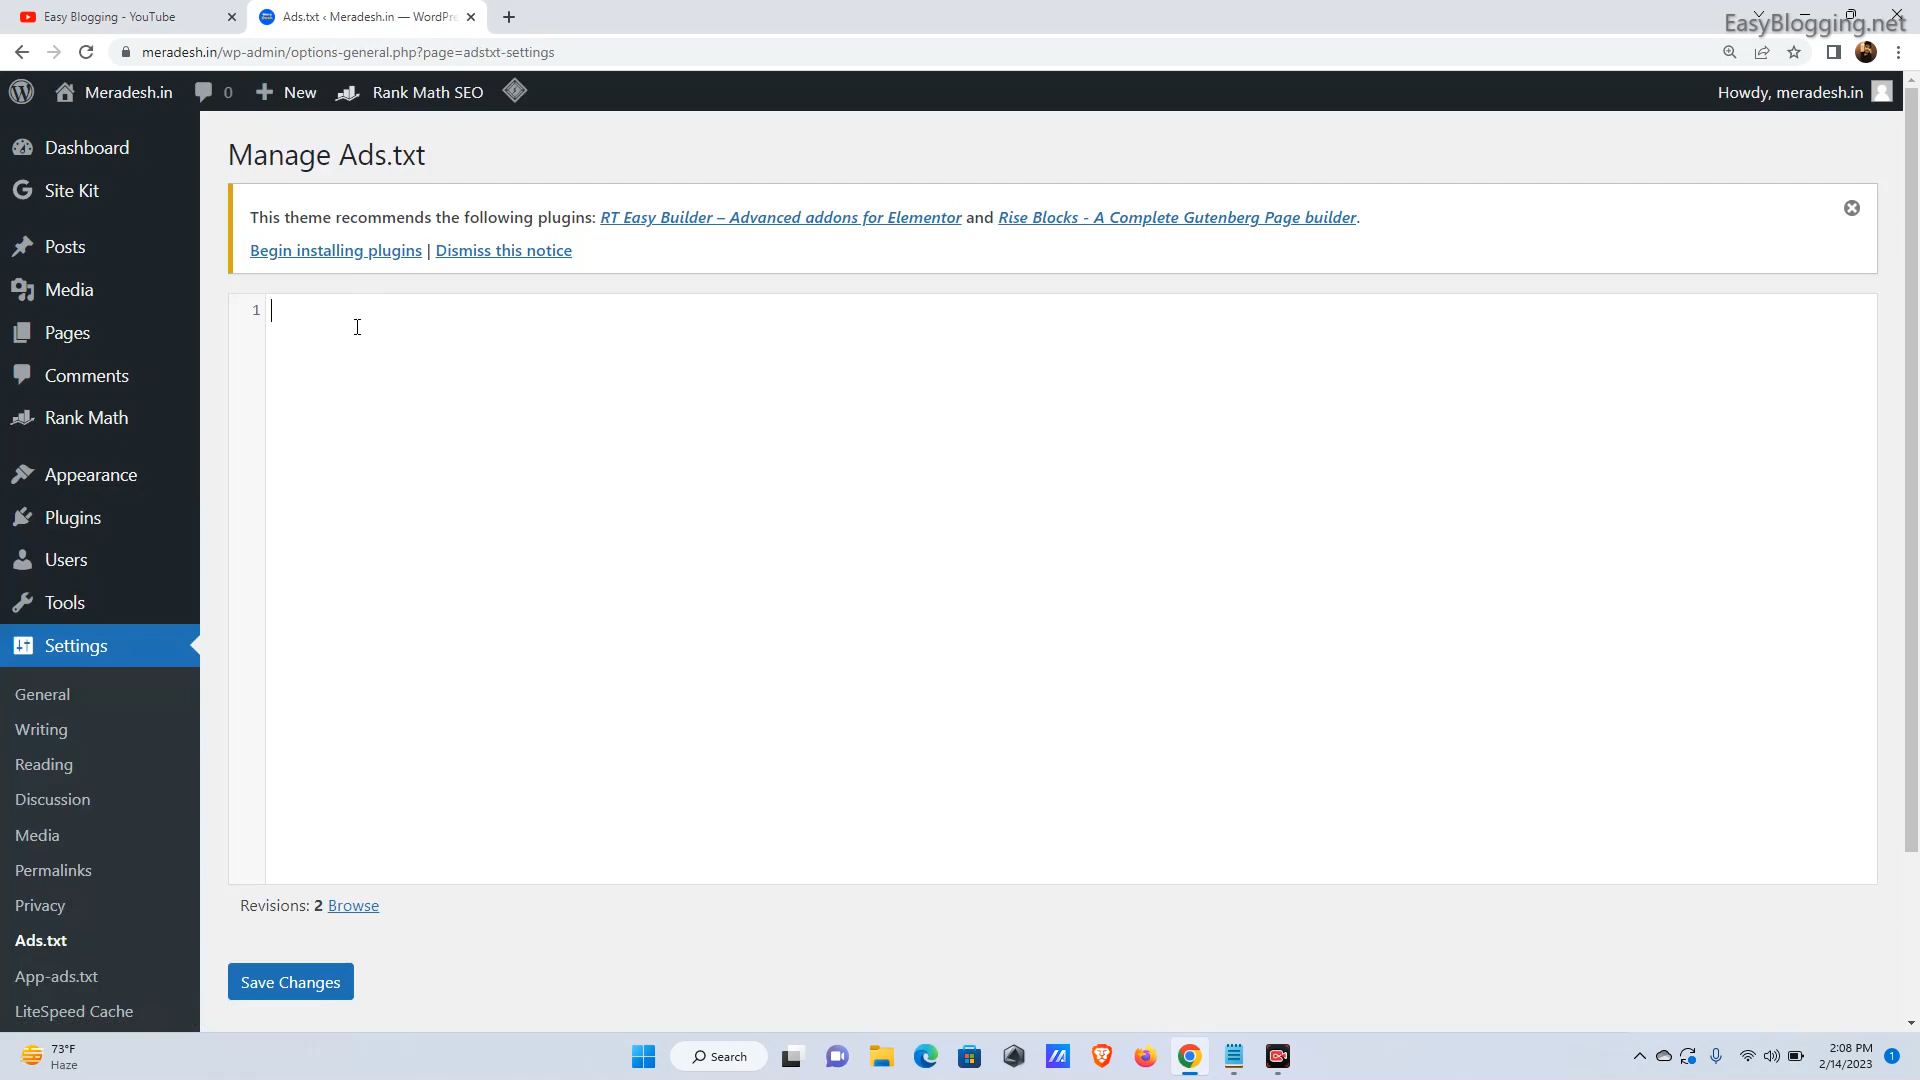 Easy Blogging - YouTube
Ads.txt ‹ Meradesh.in — WordPre
EasyBlogging.net
meradesh.in/wp-admin/options-general.php?page=adstxt-settings
Meradesh.in 0 New Rank Math SEO
Howdy, meradesh.in
Dashboard
Site Kit
Posts
Media
Pages
Comments
Rank Math
Appearance
Plugins
Users
Tools
Settings
General
Writing
Reading
Discussion
Media
Permalinks
Privacy
Ads.txt
App-ads.txt
LiteSpeed Cache
Manage Ads.txt
This theme recommends the following plugins: RT Easy Builder – Advanced addons for Elementor and Rise Blocks - A Complete Gutenberg Page builder.
Begin installing plugins | Dismiss this notice
1
Revisions: 2 Browse
Save Changes
73°F
Haze
Search
2:08 PM
2/14/2023
1